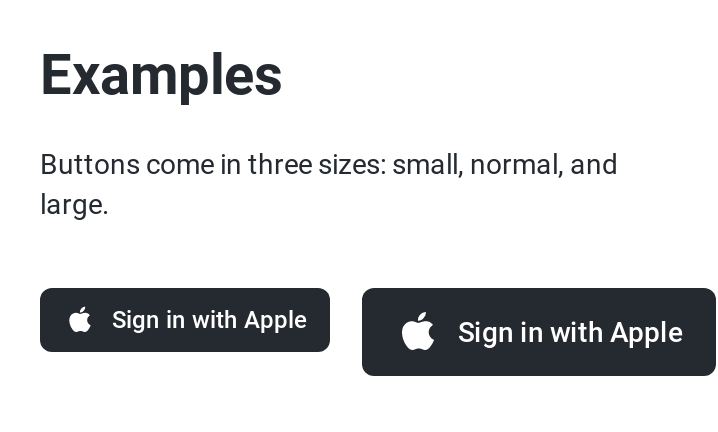 Examples
Buttons come in three sizes: small, normal, and
large.
Sign in with Apple
Sign in with Apple